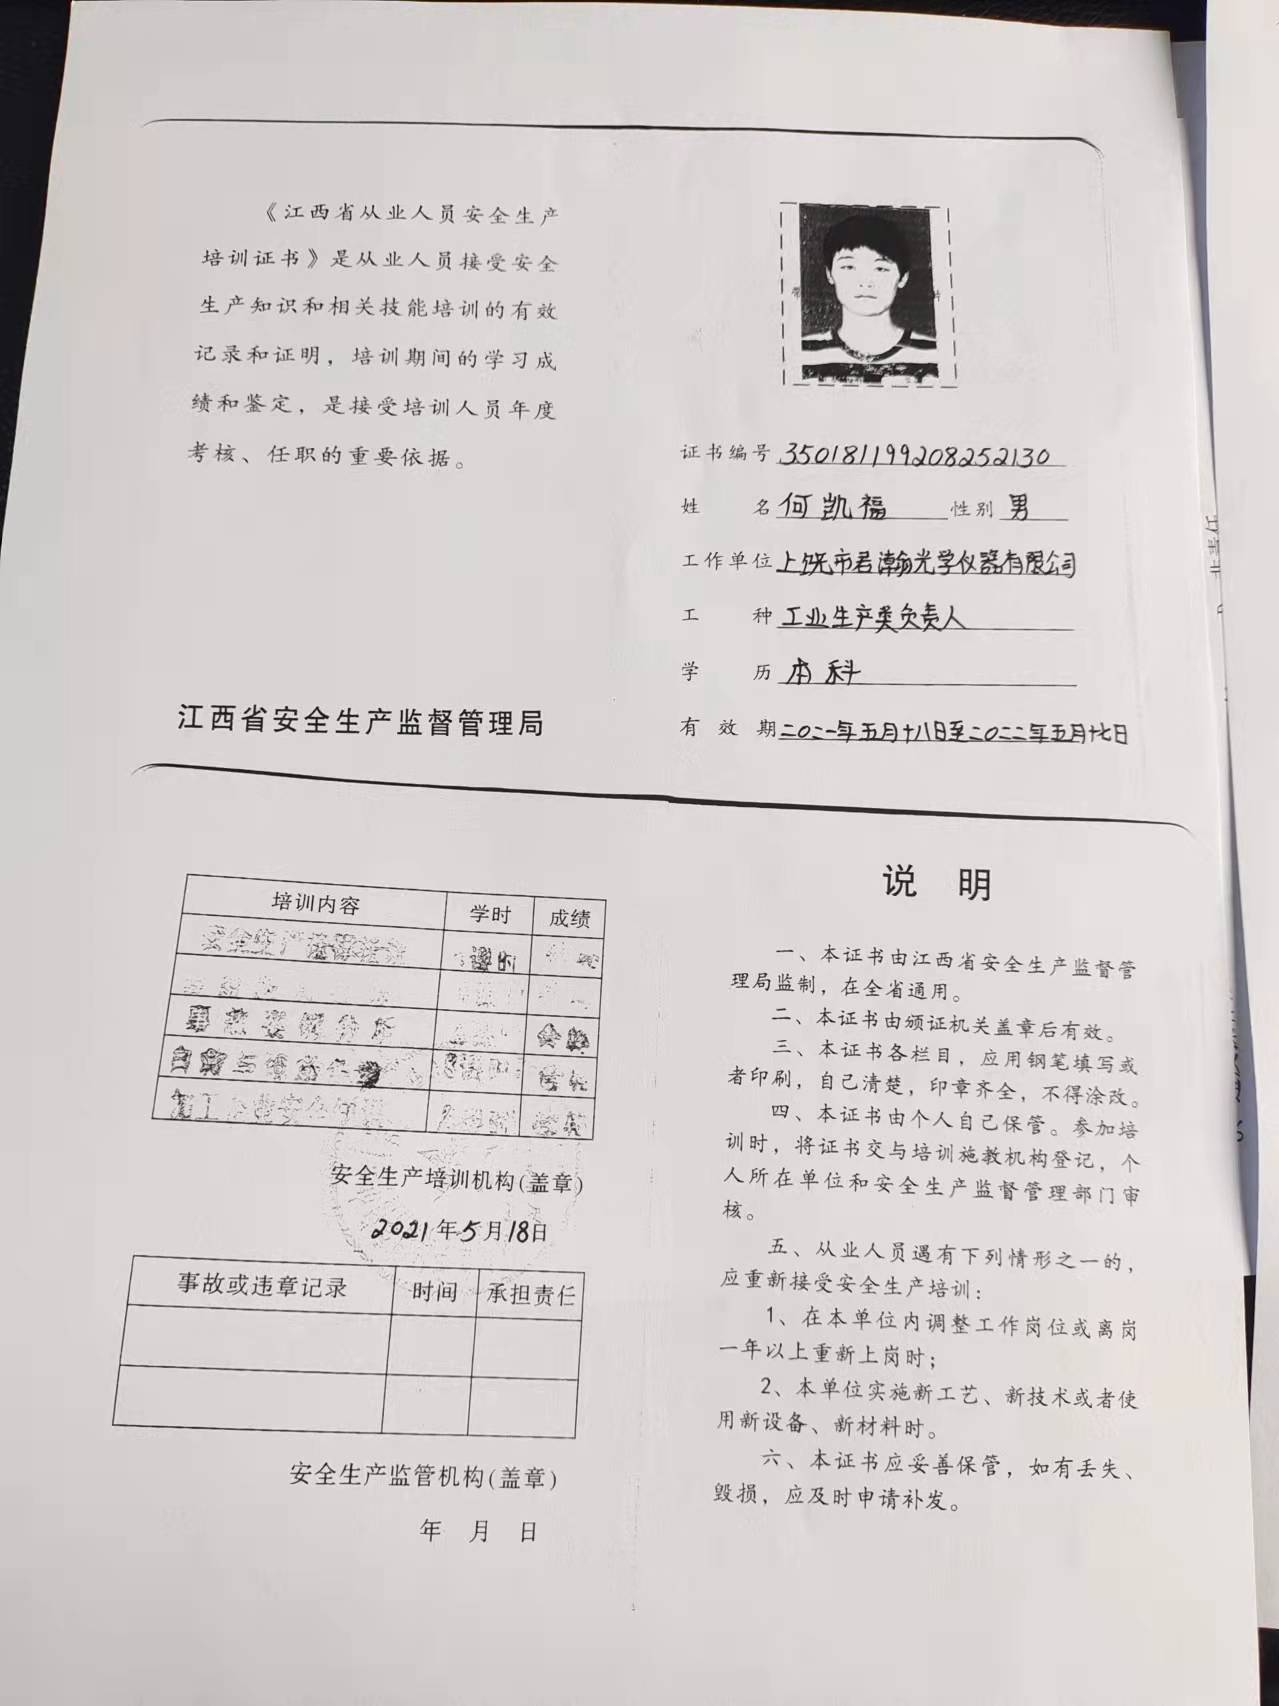 《江西省从业人员安全生产
培训证书》是从业人员接受安全
生产知识和相关技能培训的有效
记录和证明，培训期间的学习成
绩和鉴定，是接受培训人员年度
考核、任职的重要依据。
江西省安全生产监督管理局
证书编号 350181199208252130
姓 名 何凯福 性别 男
工作单位 上饶市君瀚光学仪器有限公司
工 种 工业生产类负责人
学 历 本科
有 效 期 二〇二一年五月十八日至二〇二二年五月十七日
培训内容 学时 成绩
事故案例分析 合格
安全生产培训机构(盖章)
2021年5月18日
事故或违章记录 时间 承担责任
安全生产监管机构(盖章)
年 月 日
说 明
一、本证书由江西省安全生产监督管
理局监制，在全省通用。
二、本证书由颁证机关盖章后有效。
三、本证书各栏目，应用钢笔填写或
者印刷，自己清楚，印章齐全，不得涂改。
四、本证书由个人自己保管。参加培
训时，将证书交与培训施教机构登记，个
人所在单位和安全生产监督管理部门审
核。
五、从业人员遇有下列情形之一的，
应重新接受安全生产培训：
1、在本单位内调整工作岗位或离岗
一年以上重新上岗时；
2、本单位实施新工艺、新技术或者使
用新设备、新材料时。
六、本证书应妥善保管，如有丢失、
毁损，应及时申请补发。